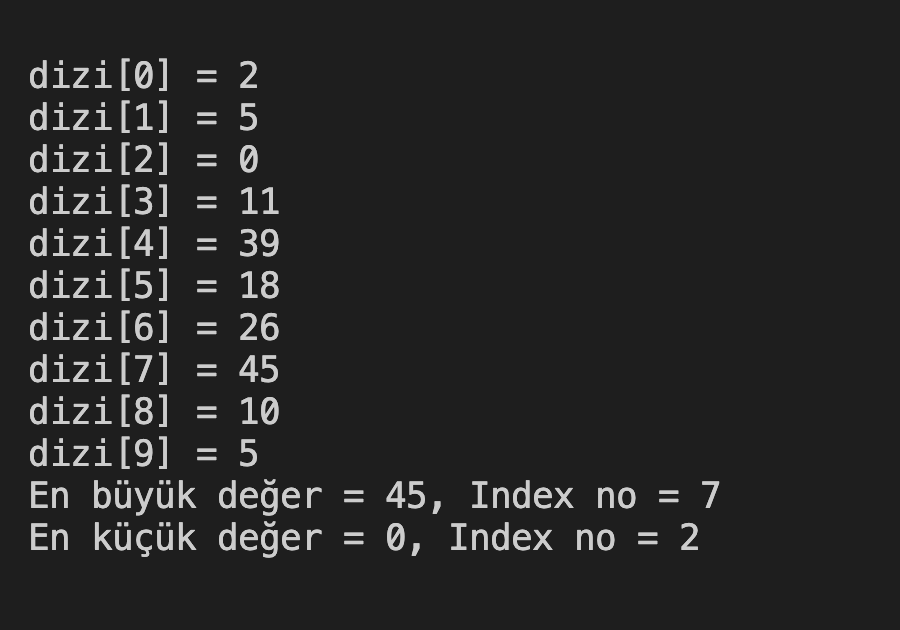 dizi[0] = 2
dizi[1] = 5
dizi[2] = 0
dizi[3] = 11
dizi[4] = 39
dizi[5] = 18
dizi[6] = 26
dizi[7] = 45
dizi[8] = 10
dizi[9] = 5
En büyük değer = 45, Index no = 7
En küçük değer = 0, Index no = 2